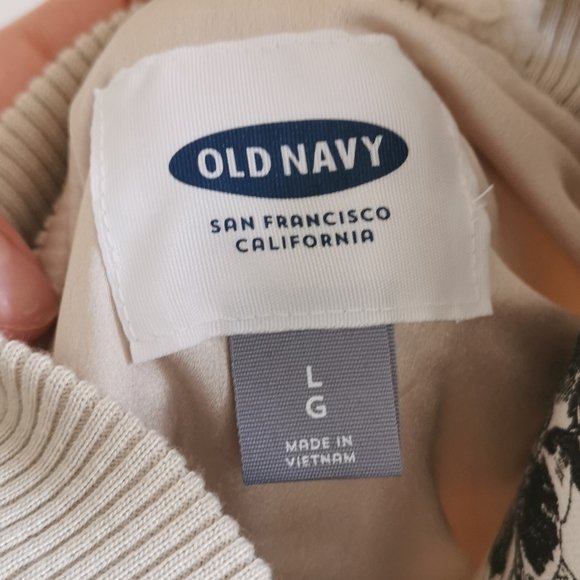 OLD NAVY
SAN FRANCISCO
CALIFORNIA
L
G
MADE IN
VIETNAM